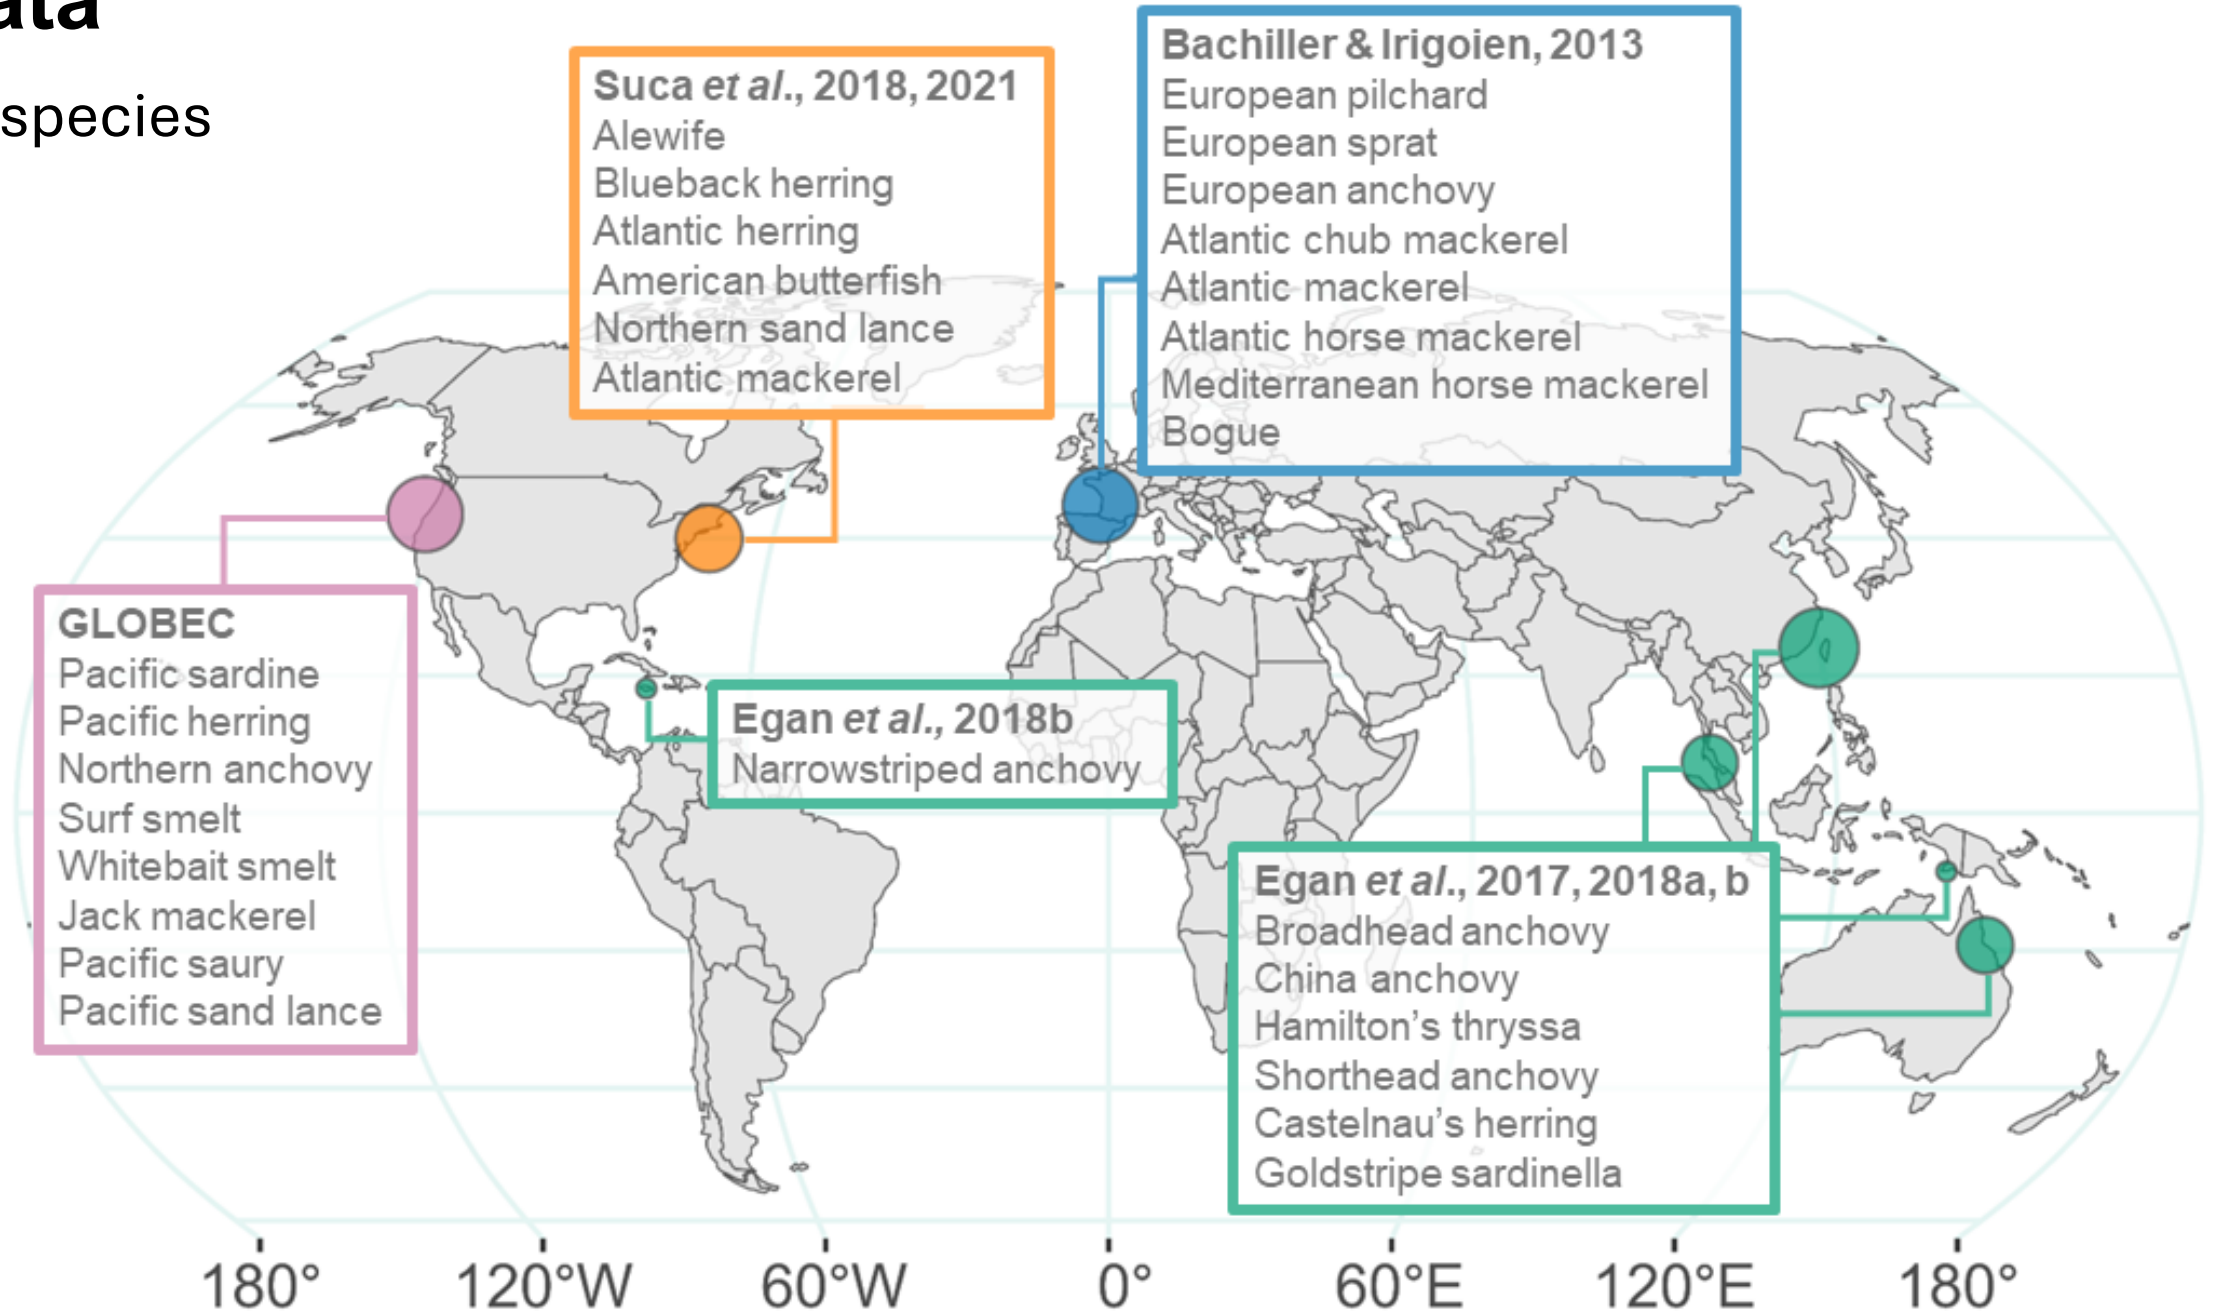 species
Suca et al., 2018, 2021
Alewife
Blueback herring
Atlantic herring
American butterfish
Northern sand lance
Atlantic mackerel
Bachiller & Irigoien, 2013
European pilchard
European sprat
European anchovy
Atlantic chub mackerel
Atlantic mackerel
Atlantic horse mackerel
Mediterranean horse mackerel
Bogue
GLOBEC
Pacific sardine
Pacific herring
Northern anchovy
Surf smelt
Whitebait smelt
Jack mackerel
Pacific saury
Pacific sand lance
Egan et al., 2018b
Narrowstriped anchovy
Egan et al., 2017, 2018a, b
Broadhead anchovy
China anchovy
Hamilton’s thryssa
Shorthead anchovy
Castelnau’s herring
Goldstripe sardinella
180° 120°W 60°W 0° 60°E 120°E 180°